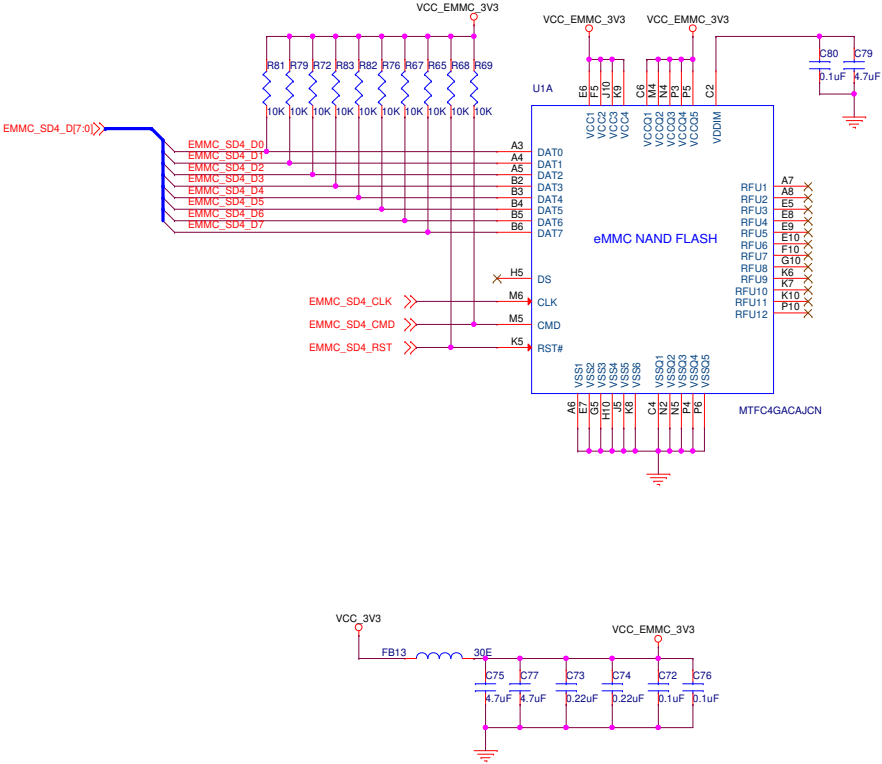 VCC_EMMC_3V3
VCC_EMMC_3V3 VCC_EMMC_3V3
R81 R79 R72 R83 R82 R76 R67 R65 R68 R69
10K 10K 10K 10K 10K 10K 10K 10K 10K 10K
C80 C79
0.1uF 4.7uF
U1A
E6 F5 J10 K9 C6 M4 N4 P3 P5 C2
VCC1 VCC2 VCC3 VCC4 VCCQ1 VCCQ2 VCCQ3 VCCQ4 VCCQ5 VDDIM
EMMC_SD4_D[7:0]
EMMC_SD4_D0 A3 DAT0
EMMC_SD4_D1 A4 DAT1
EMMC_SD4_D2 A5 DAT2
EMMC_SD4_D3 B2 DAT3
EMMC_SD4_D4 B3 DAT4
EMMC_SD4_D5 B4 DAT5
EMMC_SD4_D6 B5 DAT6
EMMC_SD4_D7 B6 DAT7
RFU1 A7
RFU2 A8
RFU3 E5
RFU4 E8
RFU5 E9
RFU6 E10
RFU7 F10
RFU8 G10
RFU9 K6
RFU10 K7
RFU11 K10
RFU12 P10
eMMC NAND FLASH
H5 DS
EMMC_SD4_CLK M6 CLK
EMMC_SD4_CMD M5 CMD
EMMC_SD4_RST K5 RST#
VSS1 VSS2 VSS3 VSS4 VSS5 VSS6 VSSQ1 VSSQ2 VSSQ3 VSSQ4 VSSQ5
A6 E7 G5 H10 J5 K8 C4 N2 N5 P4 P6
MTFC4GACAJCN
VCC_3V3
VCC_EMMC_3V3
FB13 30E
C75 C77 C73 C74 C72 C76
4.7uF 4.7uF 0.22uF 0.22uF 0.1uF 0.1uF